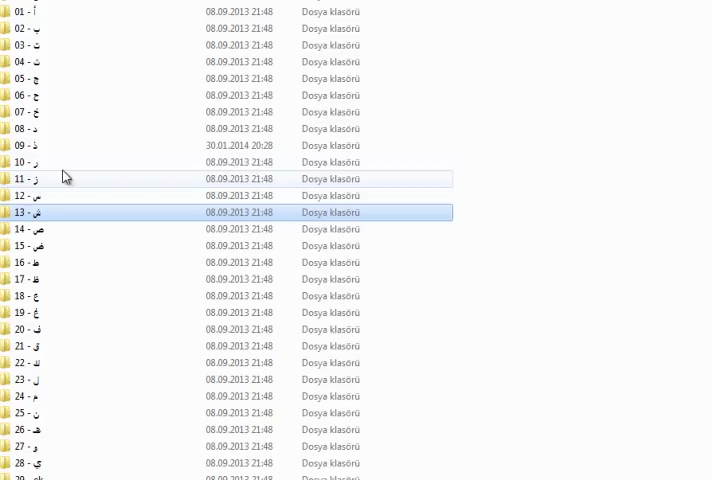 01 - أ 08.09.2013 21:48 Dosya klasörü
02 - ب 08.09.2013 21:48 Dosya klasörü
03 - ت 08.09.2013 21:48 Dosya klasörü
04 - ث 08.09.2013 21:48 Dosya klasörü
05 - ج 08.09.2013 21:48 Dosya klasörü
06 - ح 08.09.2013 21:48 Dosya klasörü
07 - خ 08.09.2013 21:48 Dosya klasörü
08 - د 08.09.2013 21:48 Dosya klasörü
09 - ذ 30.01.2014 20:28 Dosya klasörü
10 - ر 08.09.2013 21:48 Dosya klasörü
11 - ز 08.09.2013 21:48 Dosya klasörü
12 - س 08.09.2013 21:48 Dosya klasörü
13 - ش 08.09.2013 21:48 Dosya klasörü
14 - ص 08.09.2013 21:48 Dosya klasörü
15 - ض 08.09.2013 21:48 Dosya klasörü
16 - ط 08.09.2013 21:48 Dosya klasörü
17 - ظ 08.09.2013 21:48 Dosya klasörü
18 - ع 08.09.2013 21:48 Dosya klasörü
19 - غ 08.09.2013 21:48 Dosya klasörü
20 - ف 08.09.2013 21:48 Dosya klasörü
21 - ق 08.09.2013 21:48 Dosya klasörü
22 - ك 08.09.2013 21:48 Dosya klasörü
23 - ل 08.09.2013 21:48 Dosya klasörü
24 - م 08.09.2013 21:48 Dosya klasörü
25 - ن 08.09.2013 21:48 Dosya klasörü
26 - هـ 08.09.2013 21:48 Dosya klasörü
27 - و 08.09.2013 21:48 Dosya klasörü
28 - ي 08.09.2013 21:48 Dosya klasörü
08.09.2013 21:48 Dosya klasörü